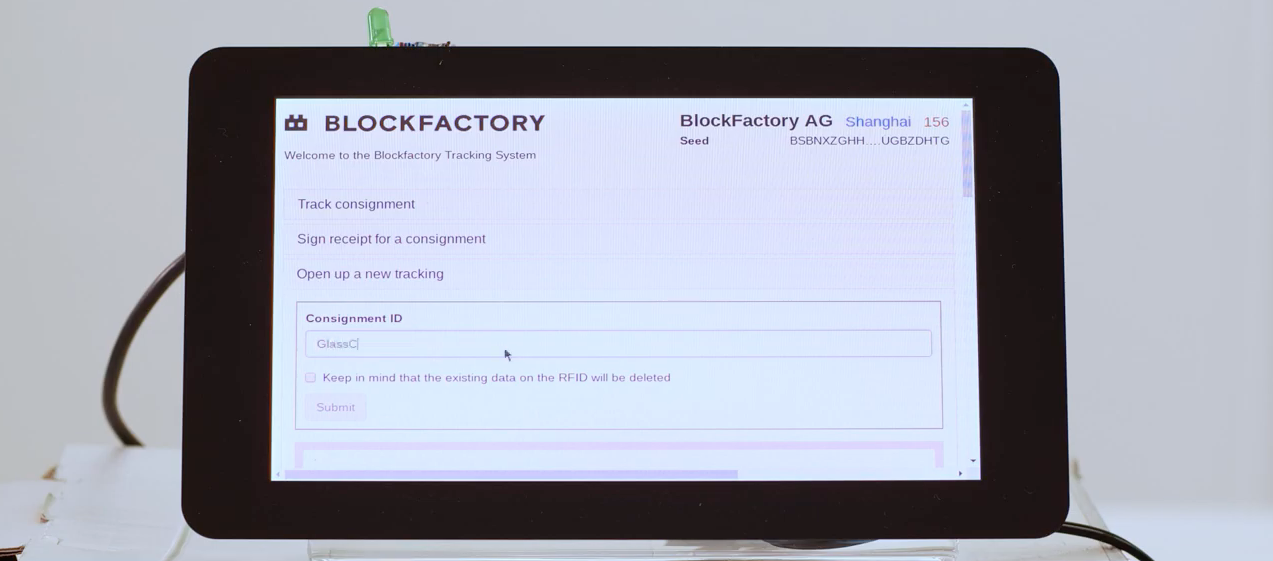 BLOCKFACTORY
BlockFactory AG Shanghai 156
Seed BSBNXZGHH....UGBZDHTG
Welcome to the Blockfactory Tracking System
Track consignment
Sign receipt for a consignment
Open up a new tracking
Consignment ID
GlassC
Keep in mind that the existing data on the RFID will be deleted
Submit